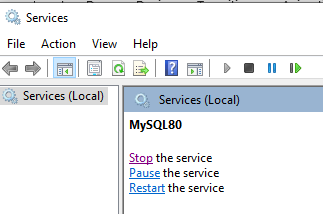 Services
File Action View Help
Services (Local)
Services (Local)
MySQL80
Stop the service
Pause the service
Restart the service